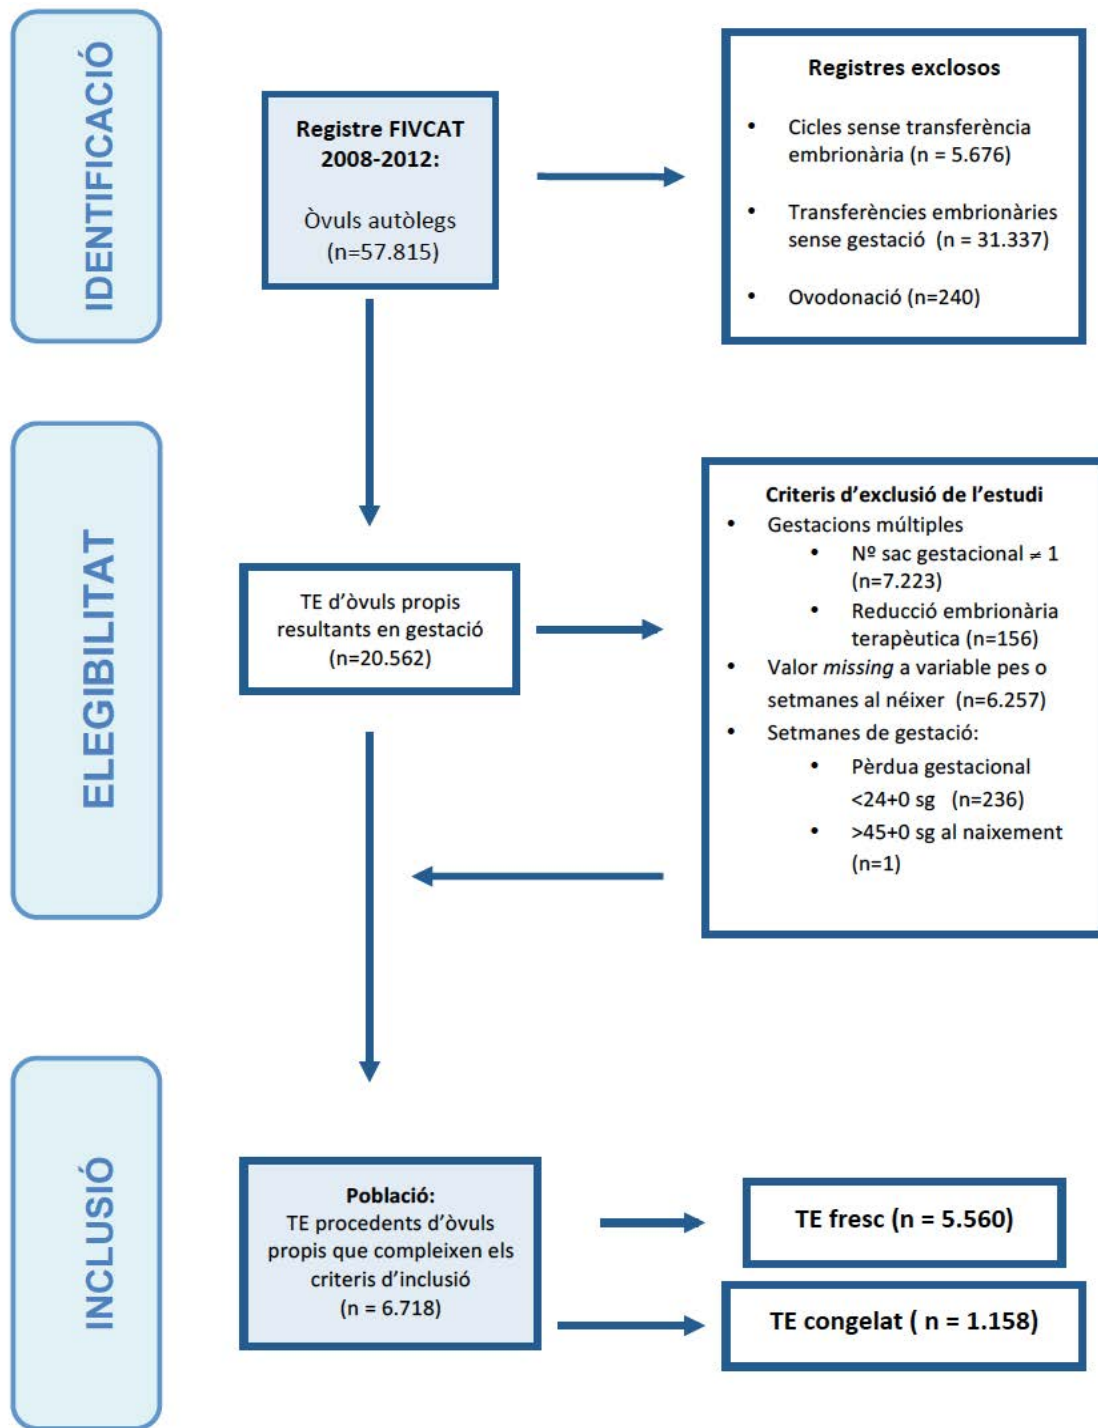 IDENTIFICACIÓ
Registre FIVCAT
2008-2012:
Òvuls autòlegs
(n=57.815)
Registres exclosos
• Cicles sense transferència
embrionària (n = 5.676)
• Transferències embrionàries
sense gestació (n = 31.337)
• Ovodonació (n=240)
ELEGIBILITAT
TE d’òvuls propis
resultants en gestació
(n=20.562)
Criteris d’exclusió de l’estudi
• Gestacions múltiples
• Nº sac gestacional ≠ 1
(n=7.223)
• Reducció embrionària
terapèutica (n=156)
• Valor missing a variable pes o
setmanes al néixer (n=6.257)
• Setmanes de gestació:
• Pèrdua gestacional
<24+0 sg (n=236)
• >45+0 sg al naixement
(n=1)
INCLUSIÓ
Població:
TE procedents d’òvuls
propis que compleixen els
criteris d’inclusió
(n = 6.718)
TE fresc (n = 5.560)
TE congelat ( n = 1.158)